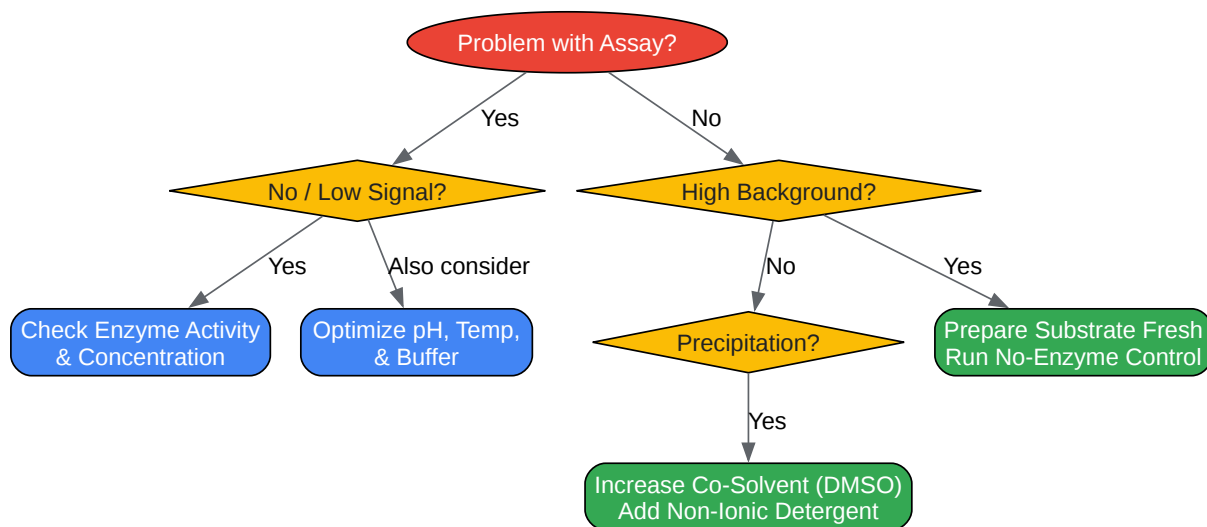 Problem with Assay?
Yes
No
No / Low Signal?
High Background?
Yes
Also consider
No
Yes
Check Enzyme Activity
& Concentration
Optimize pH, Temp,
& Buffer
Precipitation?
Prepare Substrate Fresh
Run No-Enzyme Control
Yes
Increase Co-Solvent (DMSO)
Add Non-Ionic Detergent